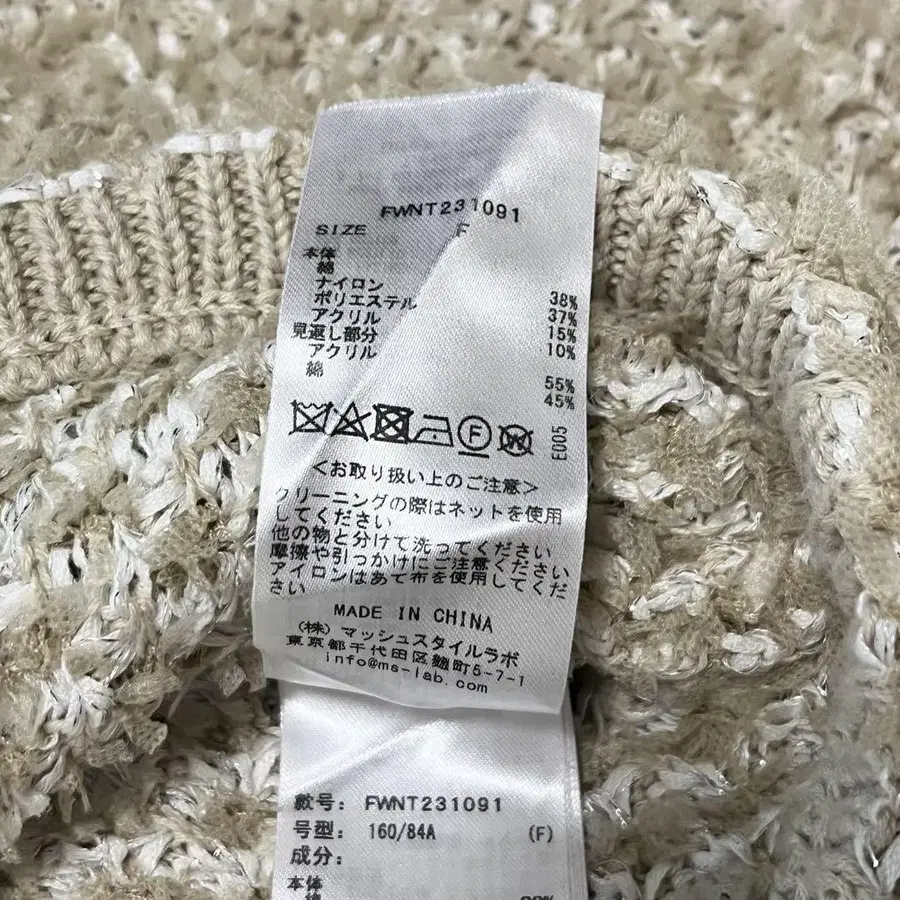 FWNT231091
SIZE F
本体
綿 38%
ナイロン 37%
ポリエステル 15%
アクリル 10%
見返し部分
アクリル 55%
綿 45%
F
W
E005
<お取り扱い上のご注意>
クリーニングの際はネットを使用
してください
他の物と分けて洗ってください
摩擦や引っかけにご注意ください
アイロンはあて布を使用してくだ
さい
MADE IN CHINA
(株)マッシュスタイルラボ
東京都千代田区麹町5-7-1
info@ms-lab.com
款号: FWNT231091
号型: 160/84A (F)
成分:
本体
綿